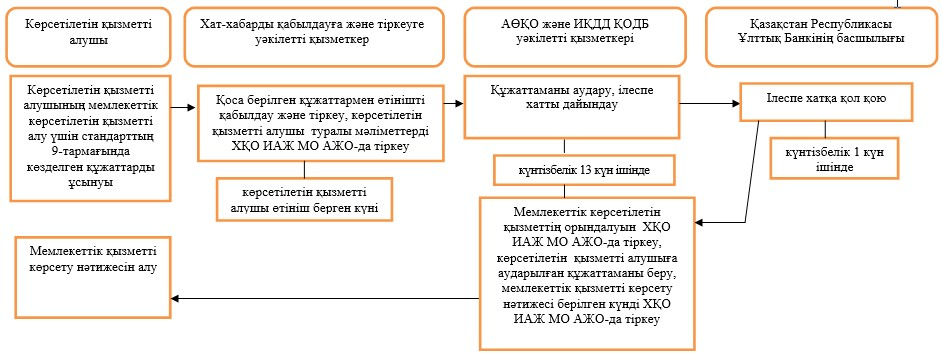 Көрсетілетін қызметті
алушы
Хат-хабарды қабылдауға және тіркеуге
уәкілетті қызметкер
АӨҚО және ИҚДД ҚОДБ
уәкілетті қызметкері
Қазақстан Республикасы
Ұлттық Банкінің басшылығы
Көрсетілетін қызметті
алушының мемлекеттік
көрсетілетін қызметті
алу үшін стандарттың
9-тармағында
көзделген құжаттарды
ұсынуы
Қоса берілген құжаттармен өтінішті
қабылдау және тіркеу, көрсетілетін
қызметті алушы туралы мәліметтерді
ХҚО ИАЖ МО АЖО-да тіркеу
Құжаттаманы аудару, ілеспе
хатты дайындау
Ілеспе хатқа қол қою
көрсетілетін қызметті
алушы өтініш берген күні
күнтізбелік 13 күн ішінде
күнтізбелік 1 күн
ішінде
Мемлекеттік көрсетілетін
қызметтің орындалуын ХҚО
ИАЖ МО АЖО-да тіркеу,
көрсетілетін қызметті алушыға
аударылған құжаттаманы беру,
мемлекеттік қызметті көрсету
нәтижесі берілген күнді ХҚО
ИАЖ МО АЖО-да тіркеу
Мемлекеттік қызметті
көрсету нәтижесін алу